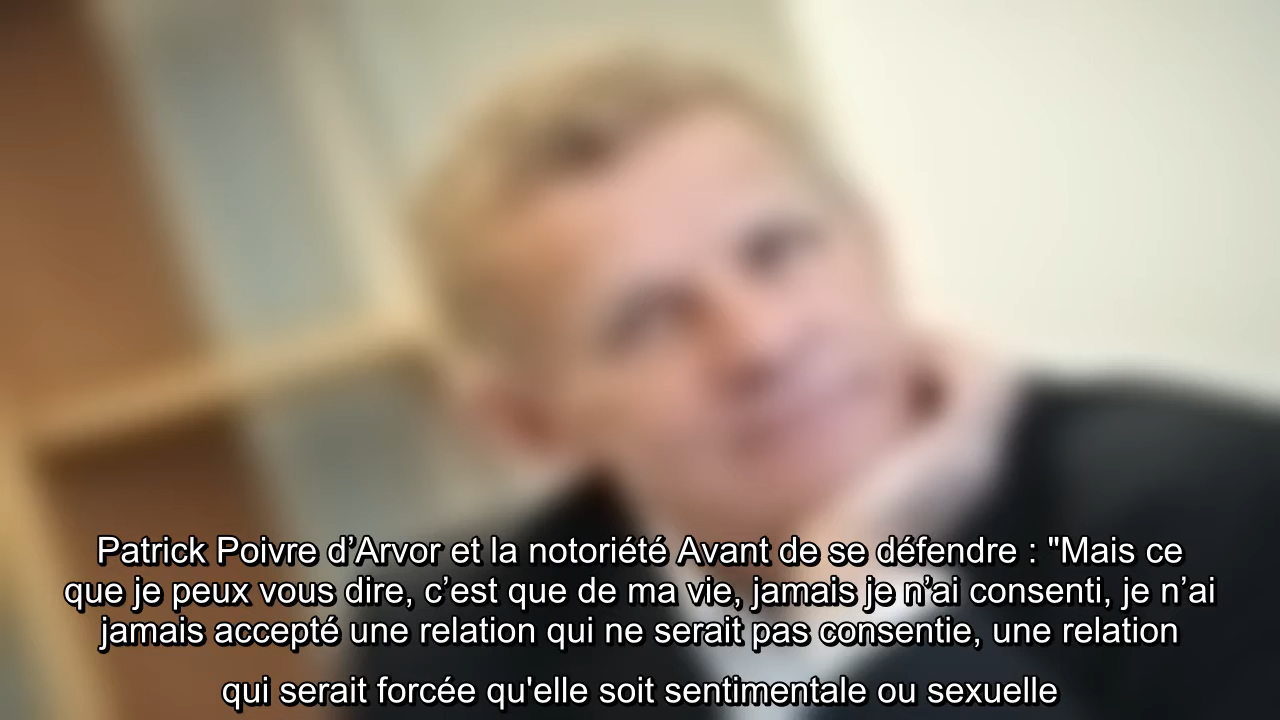 Patrick Poivre d’Arvor et la notoriété Avant de se défendre : "Mais ce
que je peux vous dire, c’est que de ma vie, jamais je n’ai consenti, je n’ai
jamais accepté une relation qui ne serait pas consentie, une relation
qui serait forcée qu'elle soit sentimentale ou sexuelle